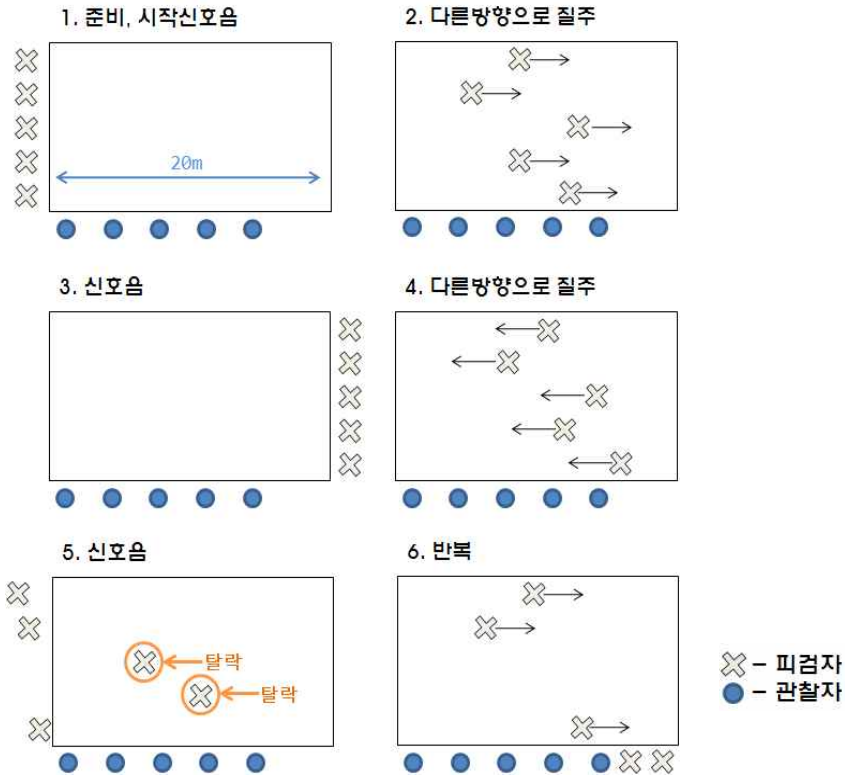 1. 준비, 시작신호음
2. 다른방향으로 질주
20m
3. 신호음
4. 다른방향으로 질주
5. 신호음
6. 반복
탈락
탈락
- 피검자
- 관찰자